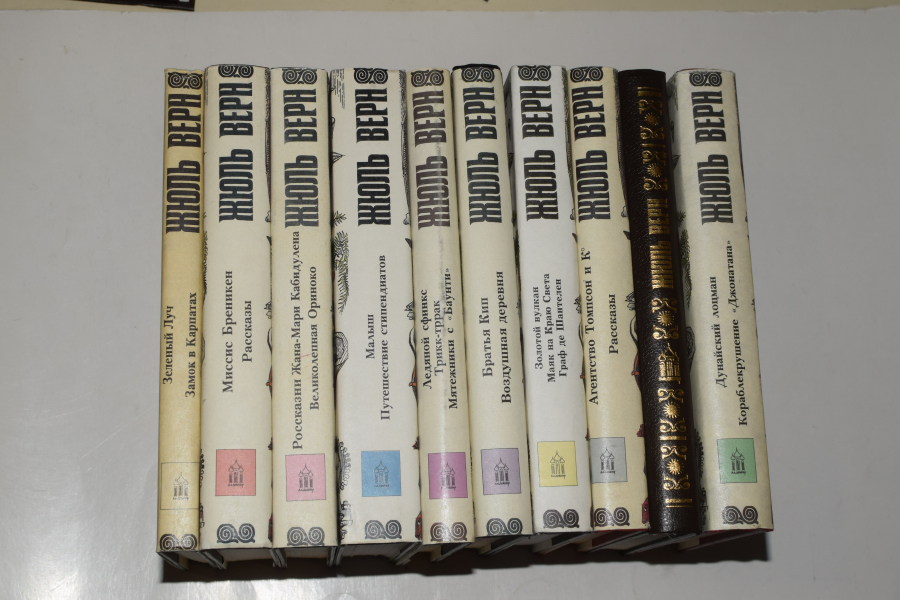 ЖЮЛЬ ВЕРН
Зеленый Луч
Замок в Карпатах
ЖЮЛЬ ВЕРН
Миссис Бреникен
Рассказы
ЖЮЛЬ ВЕРН
Россказни Жана-Мари Кабидулена
Великолепная Ориноко
ЖЮЛЬ ВЕРН
Малыш
Путешествие стипендиатов
ЖЮЛЬ ВЕРН
Ледяной сфинкс
Трикк-тррак
Мятежники с «Баунти»
ЖЮЛЬ ВЕРН
Братья Кип
Воздушная деревня
ЖЮЛЬ ВЕРН
Золотой вулкан
Маяк на Краю Света
Граф де Шантелен
ЖЮЛЬ ВЕРН
Агентство Томпсон и К°
Рассказы
ЖЮЛЬ ВЕРН
ЖЮЛЬ ВЕРН
Дунайский лоцман
Кораблекрушение "Джонатана"